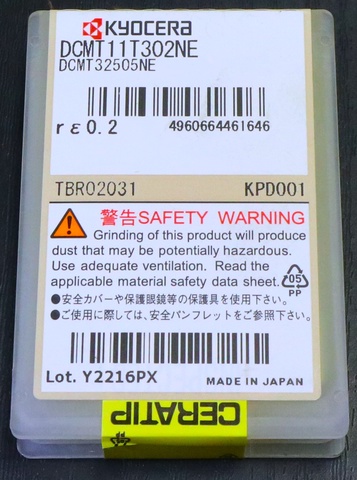 KYOCERA
DCMT11T302NE
DCMT32505NE
rε0.2 4960664461646
TBR02031 KPD001
警告SAFETY WARNING
Grinding of this product will produce
dust that may be potentially hazardous.
Use adequate ventilation. Read the
applicable material safety data sheet.
●安全カバーや保護眼鏡等の保護具を使用下さい。
●ご使用に際しては、安全パンフレットをご参照下さい。
05
PP
Lot. Y2216PX MADE IN JAPAN
CERATIP